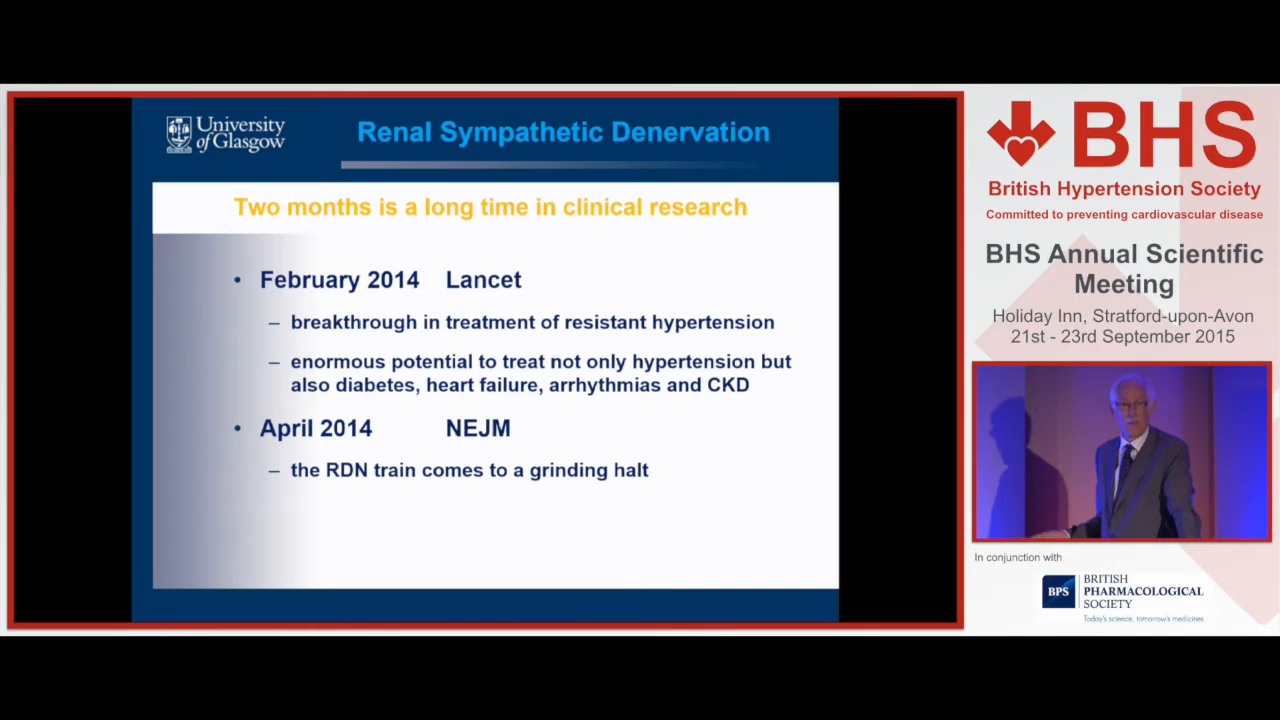 University
of Glasgow
Renal Sympathetic Denervation
Two months is a long time in clinical research
• February 2014 Lancet
– breakthrough in treatment of resistant hypertension
– enormous potential to treat not only hypertension but
also diabetes, heart failure, arrhythmias and CKD
• April 2014 NEJM
– the RDN train comes to a grinding halt
BHS
British Hypertension Society
Committed to preventing cardiovascular disease
BHS Annual Scientific
Meeting
Holiday Inn, Stratford-upon-Avon
21st - 23rd September 2015
In conjunction with
BPS
BRITISH
PHARMACOLOGICAL
SOCIETY
Today's science, tomorrow's medicines